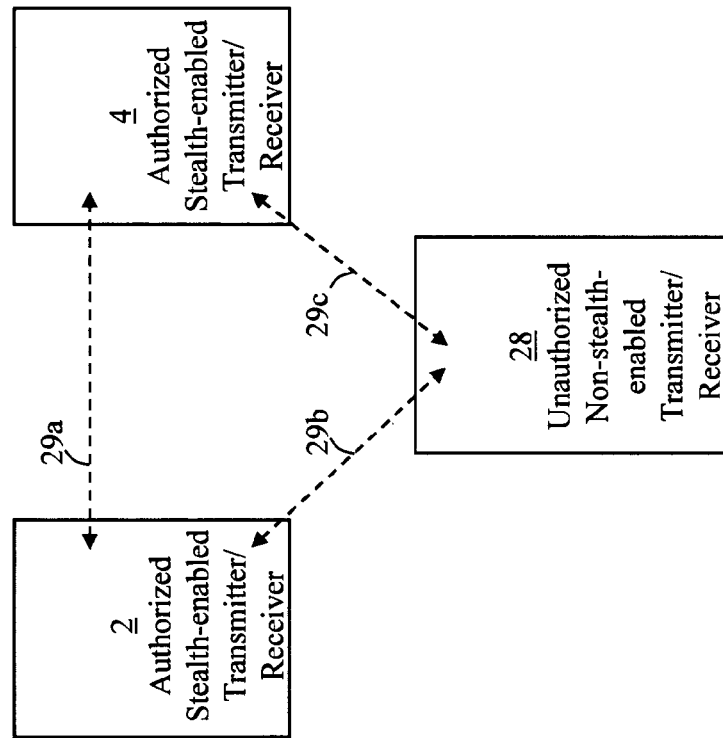 2
Authorized
Stealth-enabled
Transmitter/
Receiver
29a
4
Authorized
Stealth-enabled
Transmitter/
Receiver
29b
29c
28
Unauthorized
Non-stealth-
enabled
Transmitter/
Receiver